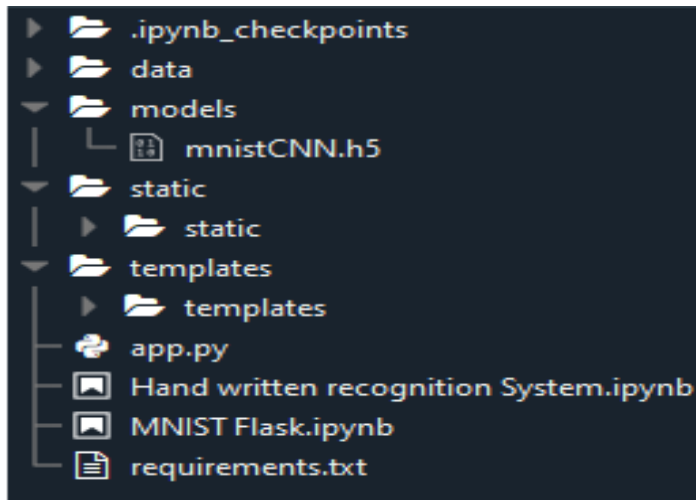 .ipynb_checkpoints
data
models
mnistCNN.h5
static
static
templates
templates
app.py
Hand written recognition System.ipynb
MNIST Flask.ipynb
requirements.txt